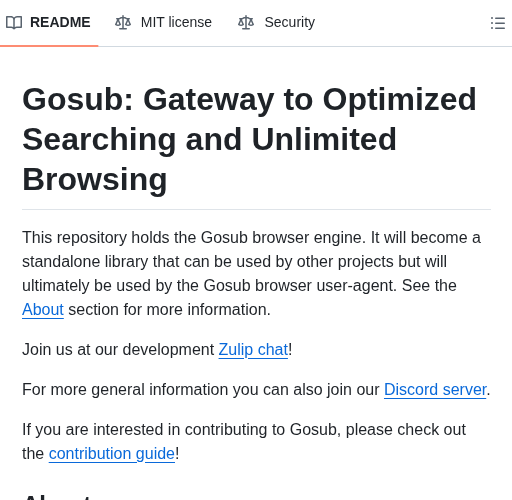 README MIT license Security
Gosub: Gateway to Optimized
Searching and Unlimited
Browsing
This repository holds the Gosub browser engine. It will become a
standalone library that can be used by other projects but will
ultimately be used by the Gosub browser user-agent. See the
About section for more information.
Join us at our development Zulip chat!
For more general information you can also join our Discord server.
If you are interested in contributing to Gosub, please check out
the contribution guide!
About